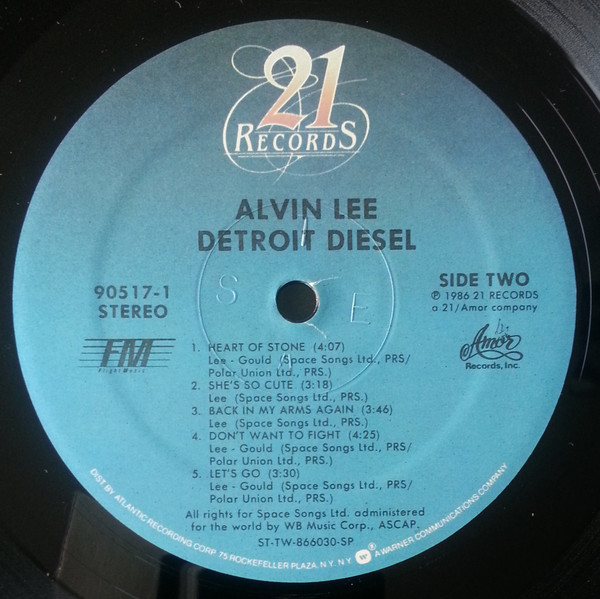 21
RECORDS
ALVIN LEE
DETROIT DIESEL
90517-1
STEREO
SIDE TWO
℗ 1986 21 RECORDS
a 21/Amor company
FM
Flight Music
Amor
Records, Inc.
S I D E
1. HEART OF STONE (4:07)
Lee - Gould (Space Songs Ltd., PRS/
Polar Union Ltd., PRS.)
2. SHE'S SO CUTE (3:18)
Lee (Space Songs Ltd., PRS.)
3. BACK IN MY ARMS AGAIN (3:46)
Lee (Space Songs Ltd., PRS.)
4. DON'T WANT TO FIGHT (4:25)
Lee - Gould (Space Songs Ltd., PRS/
Polar Union Ltd., PRS.)
5. LET'S GO (3:30)
Lee - Gould (Space Songs Ltd., PRS/
Polar Union Ltd., PRS.)
All rights for Space Songs Ltd. administered
for the world by WB Music Corp., ASCAP.
ST-TW-866030-SP
DIST BY ATLANTIC RECORDING CORP 75 ROCKEFELLER PLAZA, N.Y. N.Y. W ® A WARNER COMMUNICATIONS COMPANY